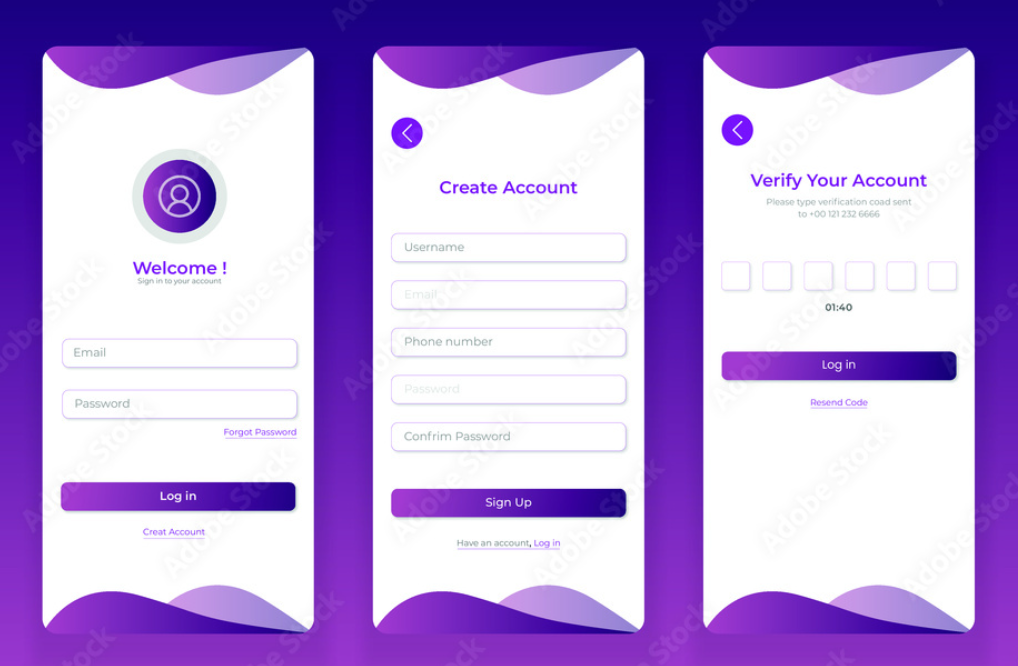 Welcome !
Sign in to your account
Email
Password
Forgot Password
Log in
Creat Account
Create Account
Username
Email
Phone number
Password
Confrim Password
Sign Up
Have an account, Log in
Verify Your Account
Please type verification coad sent
to +00 121 232 6666
01:40
Log in
Resend Code
Adobe Stock